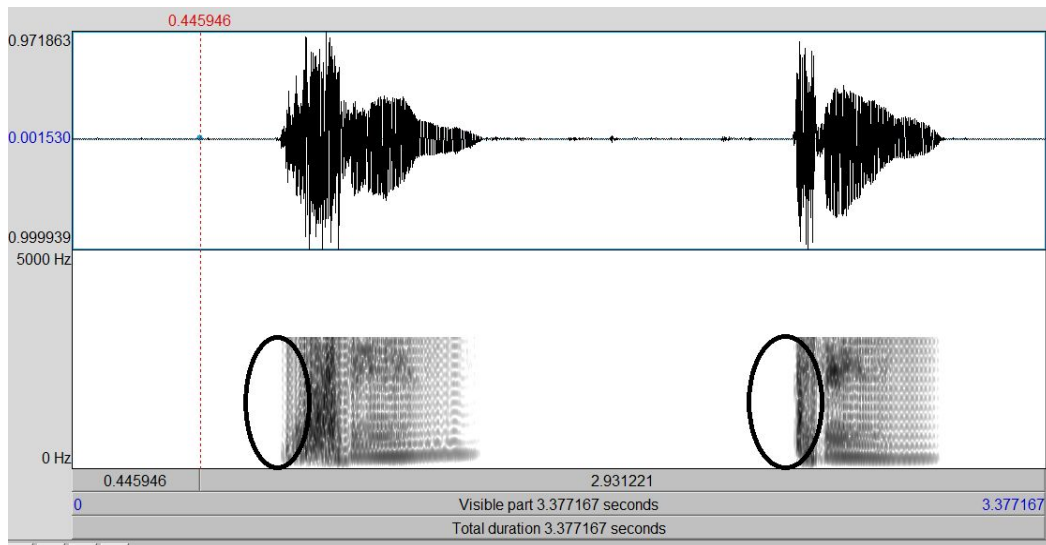 0.445946
0.971863
0.001530
0.999939
5000 Hz
0 Hz
0.445946 2.931221
0 Visible part 3.377167 seconds 3.377167
Total duration 3.377167 seconds